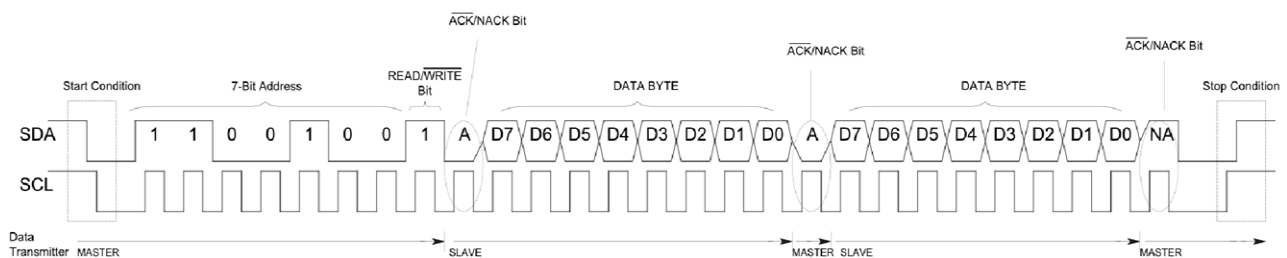 ACK/NACK Bit
ACK/NACK Bit
ACK/NACK Bit
Start Condition
7-Bit Address
READ/WRITE
Bit
DATA BYTE
DATA BYTE
Stop Condition
SDA 1 1 0 0 1 0 0 1 A D7 D6 D5 D4 D3 D2 D1 D0 A D7 D6 D5 D4 D3 D2 D1 D0 NA
SCL
Data
Transmitter MASTER SLAVE MASTER SLAVE MASTER